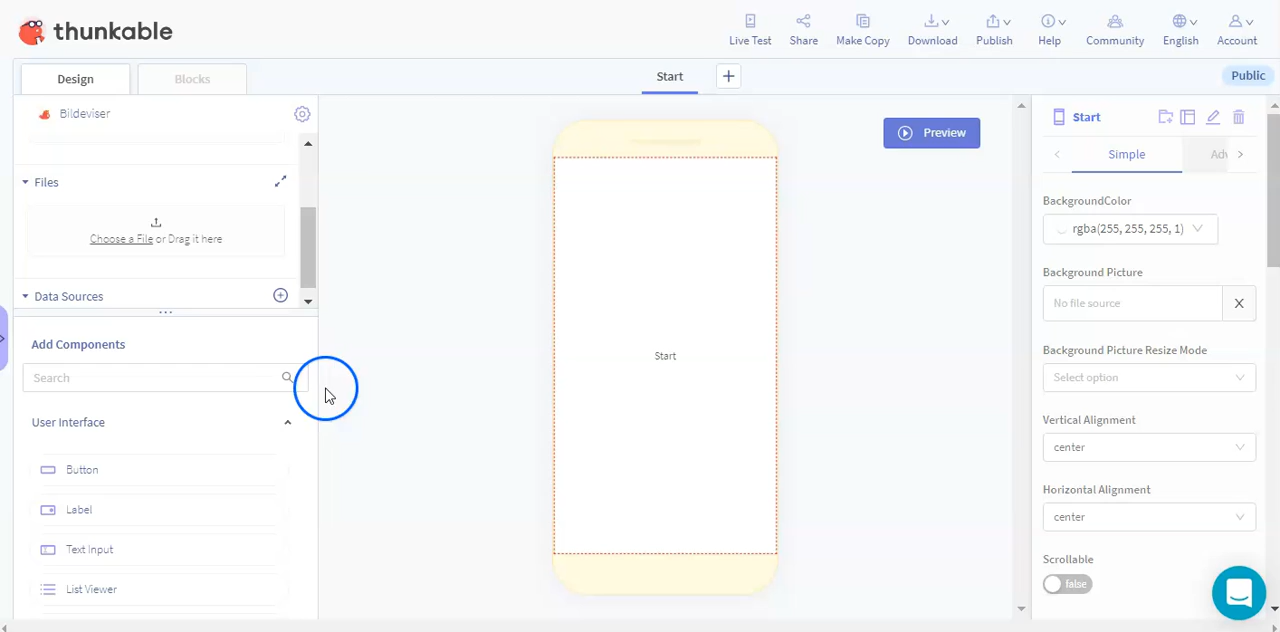 thunkable
Live Test
Share
Make Copy
Download
Publish
Help
Community
English
Account
Design
Blocks
Start
Public
Bildeviser
Files
Choose a File or Drag it here
Data Sources
Add Components
Search
User Interface
Button
Label
Text Input
List Viewer
Preview
Start
Start
Simple
Adv
BackgroundColor
rgba(255, 255, 255, 1)
Background Picture
No file source
Background Picture Resize Mode
Select option
Vertical Alignment
center
Horizontal Alignment
center
Scrollable
false